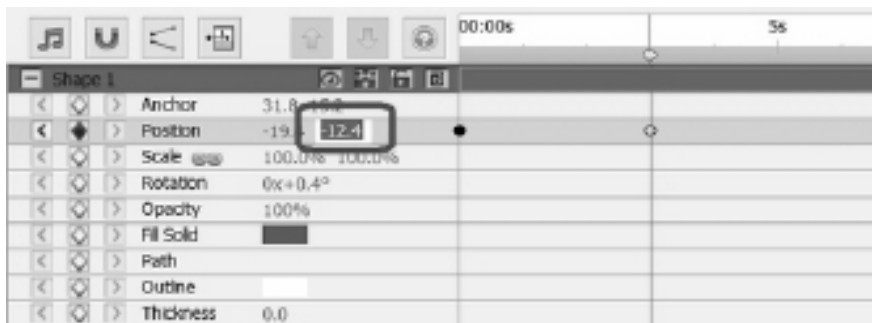 00:00s 5s
Shape 1
Anchor 31.8
Position -19. -12.4
Scale 100.0% 100.0%
Rotation 0x+0.4°
Opacity 100%
Fill Solid
Path
Outline
Thickness 0.0